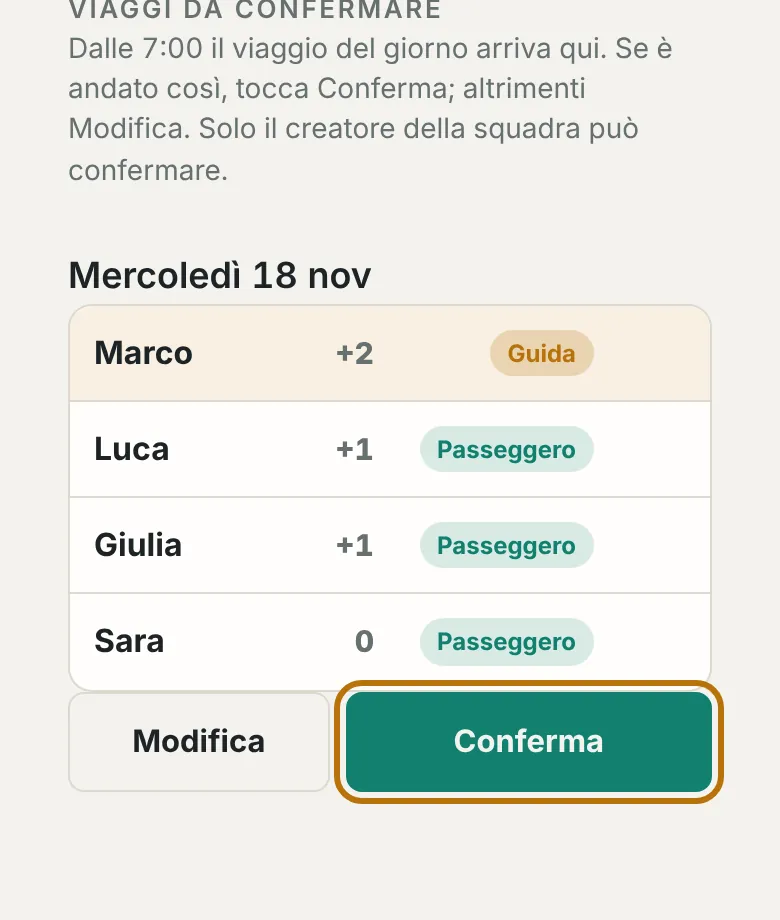 VIAGGI DA CONFERMARE
Dalle 7:00 il viaggio del giorno arriva qui. Se è
andato così, tocca Conferma; altrimenti
Modifica. Solo il creatore della squadra può
confermare.
Mercoledì 18 nov
Marco +2 Guida
Luca +1 Passeggero
Giulia +1 Passeggero
Sara 0 Passeggero
Modifica Conferma